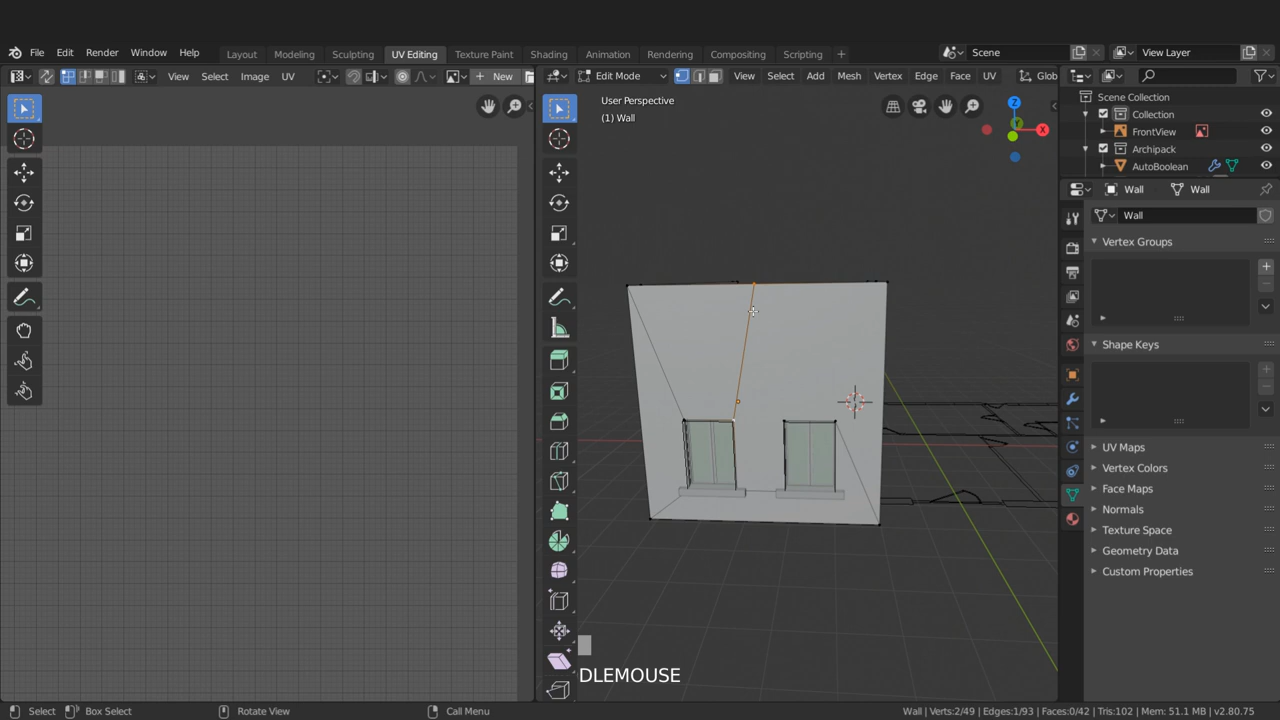 File Edit Render Window Help
Layout Modeling Sculpting UV Editing Texture Paint Shading Animation Rendering Compositing Scripting +
Scene View Layer
View Select Image UV + New
Edit Mode View Select Add Mesh Vertex Edge Face UV Glob
User Perspective
(1) Wall
Z
Y
X
Scene Collection
Collection
FrontView
Archipack
AutoBoolean
Wall Wall
Wall
Vertex Groups
Shape Keys
UV Maps
Vertex Colors
Face Maps
Normals
Texture Space
Geometry Data
Custom Properties
DLEMOUSE
Select Box Select Rotate View Call Menu
Wall | Verts:2/49 | Edges:1/93 | Faces:0/42 | Tris:102 | Mem: 51.1 MB | v2.80.75